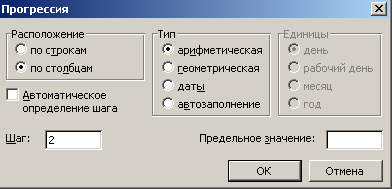 Прогрессия
Расположение
по строкам
по столбцам
Автоматическое
определение шага
Тип
арифметическая
геометрическая
даты
автозаполнение
Единицы
день
рабочий день
месяц
год
Шаг: 2
Предельное значение:
ОК
Отмена